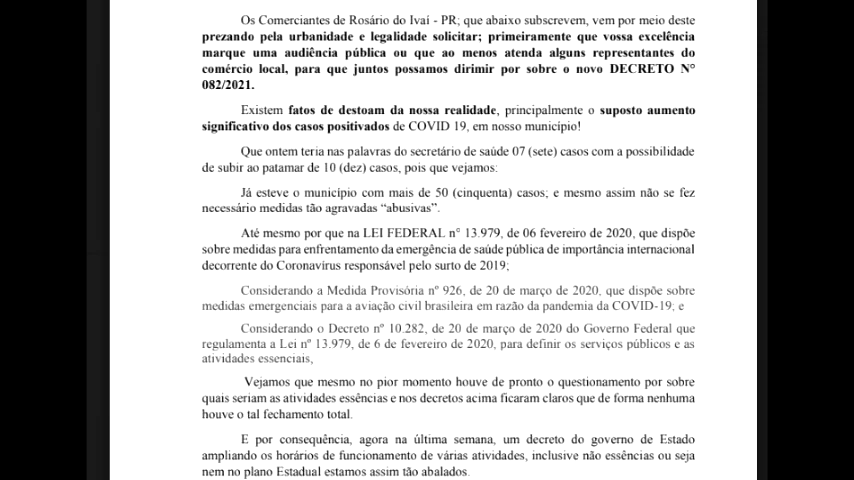 Os Comerciantes de Rosário do Ivaí - PR; que abaixo subscrevem, vem por meio deste
prezando pela urbanidade e legalidade solicitar; primeiramente que vossa excelência
marque uma audiência pública ou que ao menos atenda alguns representantes do
comércio local, para que juntos possamos dirimir por sobre o novo DECRETO N°
082/2021.
Existem fatos de destoam da nossa realidade, principalmente o suposto aumento
significativo dos casos positivados de COVID 19, em nosso município!
Que ontem teria nas palavras do secretário de saúde 07 (sete) casos com a possibilidade
de subir ao patamar de 10 (dez) casos, pois que vejamos:
Já esteve o município com mais de 50 (cinquenta) casos; e mesmo assim não se fez
necessário medidas tão agravadas “abusivas”.
Até mesmo por que na LEI FEDERAL n° 13.979, de 06 fevereiro de 2020, que dispõe
sobre medidas para enfrentamento da emergência de saúde pública de importância internacional
decorrente do Coronavírus responsável pelo surto de 2019;
Considerando a Medida Provisória nº 926, de 20 de março de 2020, que dispõe sobre
medidas emergenciais para a aviação civil brasileira em razão da pandemia da COVID-19; e
Considerando o Decreto nº 10.282, de 20 de março de 2020 do Governo Federal que
regulamenta a Lei nº 13.979, de 6 de fevereiro de 2020, para definir os serviços públicos e as
atividades essenciais,
Vejamos que mesmo no pior momento houve de pronto o questionamento por sobre
quais seriam as atividades essências e nos decretos acima ficaram claros que de forma nenhuma
houve o tal fechamento total.
E por consequência, agora na última semana, um decreto do governo de Estado
ampliando os horários de funcionamento de várias atividades, inclusive não essências ou seja
nem no plano Estadual estamos assim tão abalados.